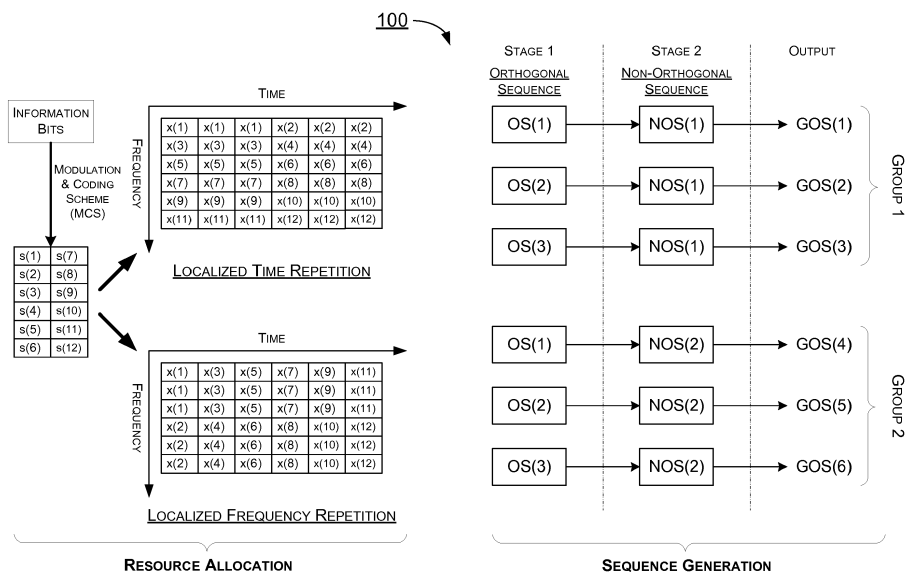 100
INFORMATION
BITS
MODULATION
& CODING
SCHEME
(MCS)
s(1) s(7)
s(2) s(8)
s(3) s(9)
s(4) s(10)
s(5) s(11)
s(6) s(12)
TIME
FREQUENCY
x(1) x(1) x(1) x(2) x(2) x(2)
x(3) x(3) x(3) x(4) x(4) x(4)
x(5) x(5) x(5) x(6) x(6) x(6)
x(7) x(7) x(7) x(8) x(8) x(8)
x(9) x(9) x(9) x(10) x(10) x(10)
x(11) x(11) x(11) x(12) x(12) x(12)
LOCALIZED TIME REPETITION
TIME
FREQUENCY
x(1) x(3) x(5) x(7) x(9) x(11)
x(1) x(3) x(5) x(7) x(9) x(11)
x(1) x(3) x(5) x(7) x(9) x(11)
x(2) x(4) x(6) x(8) x(10) x(12)
x(2) x(4) x(6) x(8) x(10) x(12)
x(2) x(4) x(6) x(8) x(10) x(12)
LOCALIZED FREQUENCY REPETITION
RESOURCE ALLOCATION
STAGE 1 STAGE 2 OUTPUT
ORTHOGONAL
SEQUENCE
NON-ORTHOGONAL
SEQUENCE
OS(1) NOS(1) GOS(1)
OS(2) NOS(1) GOS(2)
OS(3) NOS(1) GOS(3)
GROUP 1
OS(1) NOS(2) GOS(4)
OS(2) NOS(2) GOS(5)
OS(3) NOS(2) GOS(6)
GROUP 2
SEQUENCE GENERATION